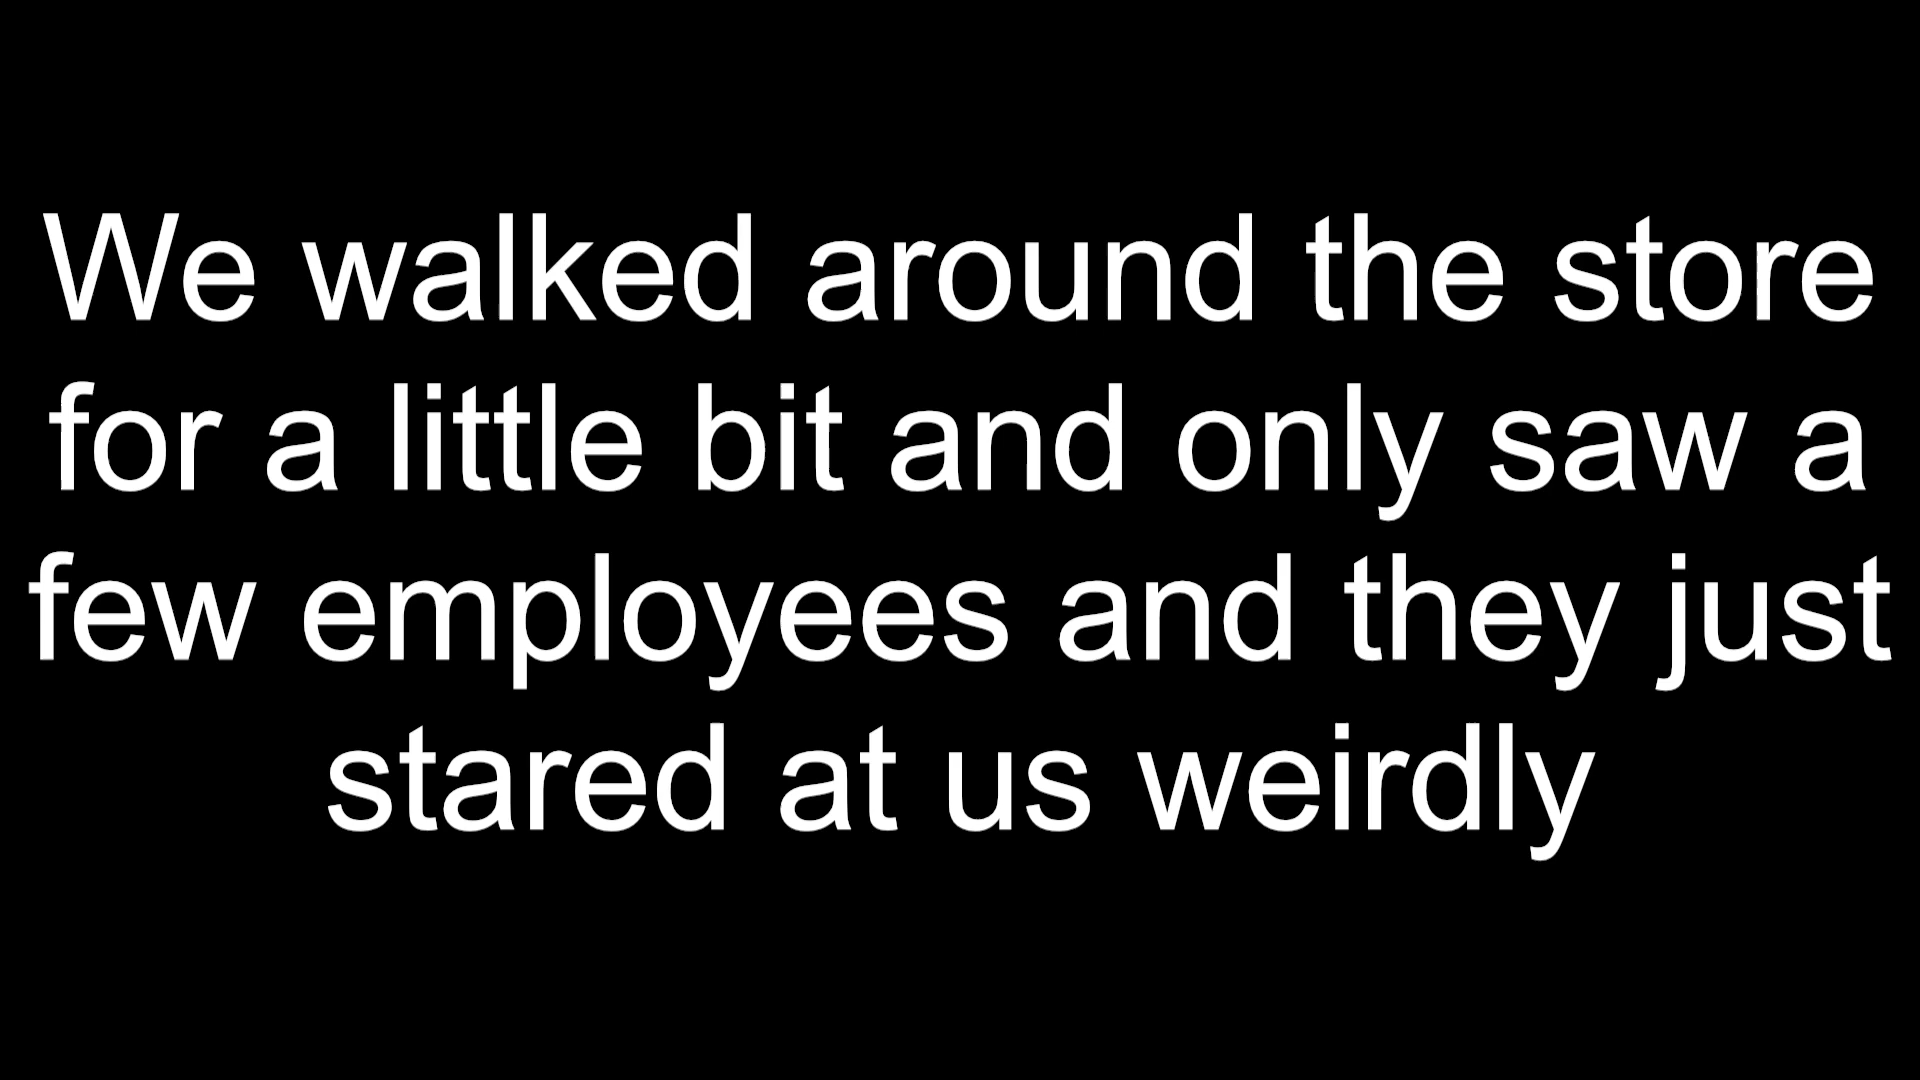 We walked around the store
for a little bit and only saw a
few employees and they just
stared at us weirdly